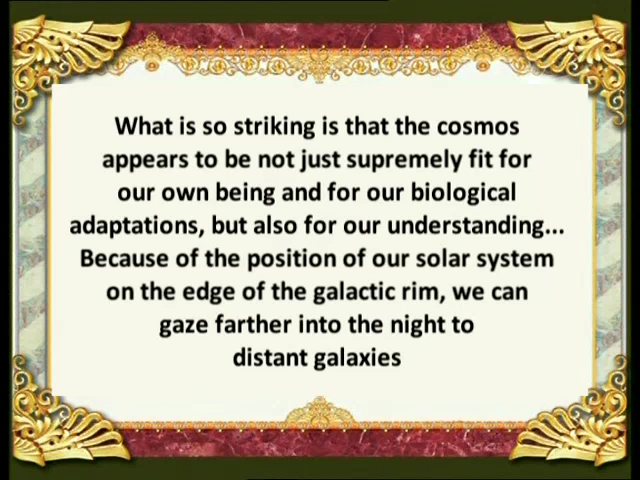 What is so striking is that the cosmos
appears to be not just supremely fit for
our own being and for our biological
adaptations, but also for our understanding...
Because of the position of our solar system
on the edge of the galactic rim, we can
gaze farther into the night to
distant galaxies